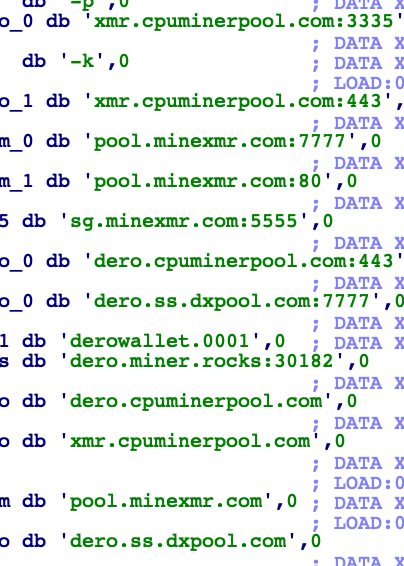 db '-p',0 ; DATA X
o_0 db 'xmr.cpuminerpool.com:3335'
; DATA X
db '-k',0 ; DATA X
; LOAD:0
o_1 db 'xmr.cpuminerpool.com:443',
; DATA X
m_0 db 'pool.minexmr.com:7777',0
; DATA X
m_1 db 'pool.minexmr.com:80',0
; DATA X
5 db 'sg.minexmr.com:5555',0
; DATA X
o_0 db 'dero.cpuminerpool.com:443'
; DATA X
o_0 db 'dero.ss.dxpool.com:7777',0
; DATA X
1 db 'derowallet.0001',0 ; DATA X
s db 'dero.miner.rocks:30182',0
; DATA X
o db 'dero.cpuminerpool.com',0
; DATA X
o db 'xmr.cpuminerpool.com',0
; DATA X
; LOAD:0
m db 'pool.minexmr.com',0 ; DATA X
; LOAD:0
o db 'dero.ss.dxpool.com',0
; DATA X